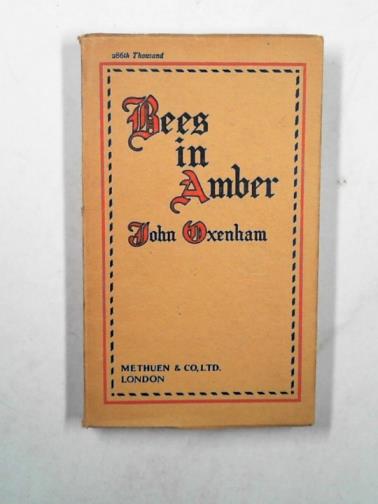 286th Thousand
Bees
in
Amber
John Oxenham
METHUEN & CO, LTD.
LONDON